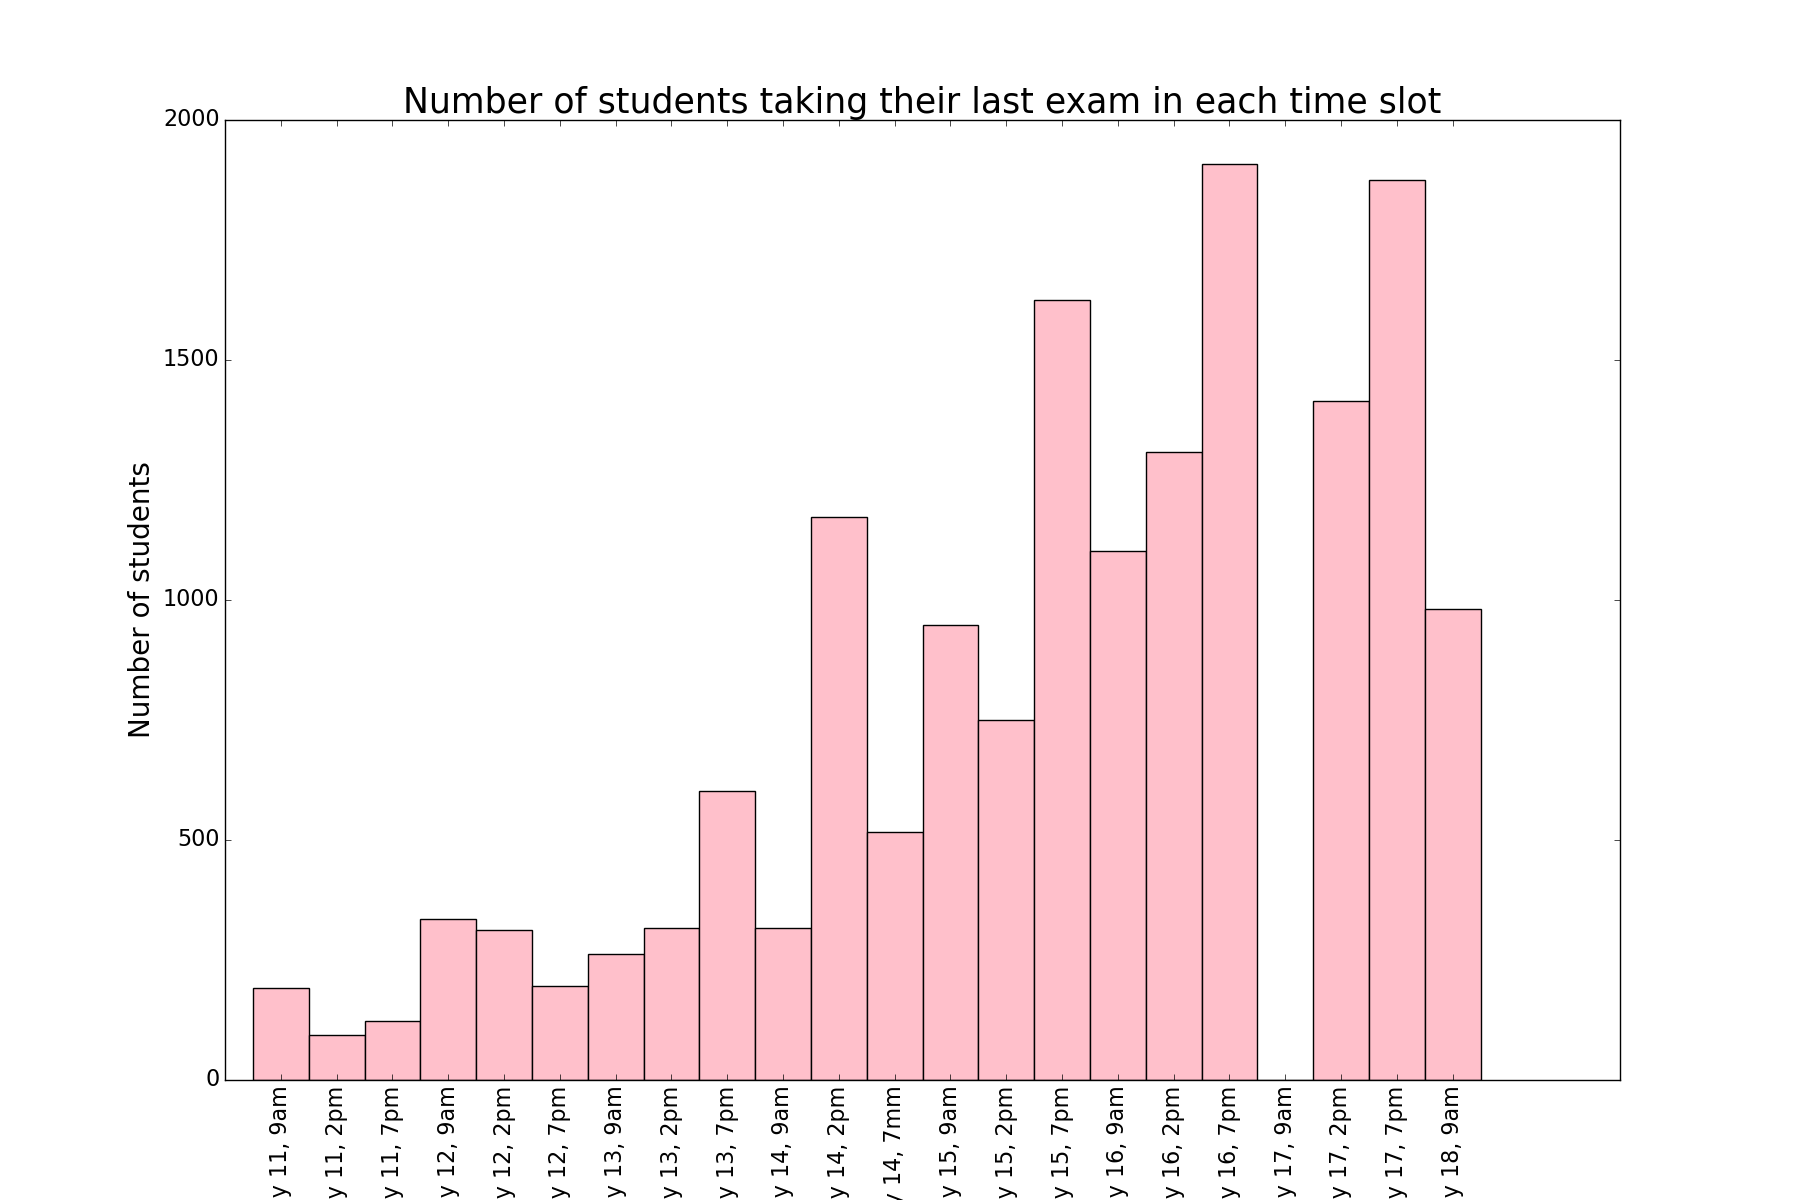 Number of students taking their last exam in each time slot
Number of students
2000
1500
1000
500
0
y 11, 9am
y 11, 2pm
y 11, 7pm
y 12, 9am
y 12, 2pm
y 12, 7pm
y 13, 9am
y 13, 2pm
y 13, 7pm
y 14, 9am
y 14, 2pm
y 14, 7mm
y 15, 9am
y 15, 2pm
y 15, 7pm
y 16, 9am
y 16, 2pm
y 16, 7pm
y 17, 9am
y 17, 2pm
y 17, 7pm
y 18, 9am